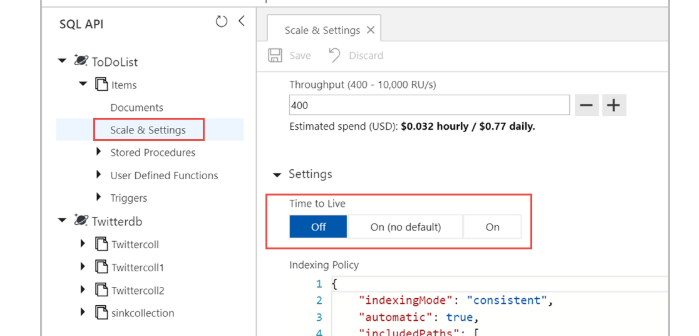 SQL API
ToDoList
Items
Documents
Scale & Settings
Stored Procedures
User Defined Functions
Triggers
Twitterdb
Twittercoll
Twittercoll1
Twittercoll2
sinkcollection
Scale & Settings
Save Discard
Throughput (400 - 10,000 RU/s)
400
Estimated spend (USD): $0.032 hourly / $0.77 daily.
Settings
Time to Live
Off On (no default) On
Indexing Policy
1 {
2 "indexingMode": "consistent",
3 "automatic": true,
4 "includedPaths": [